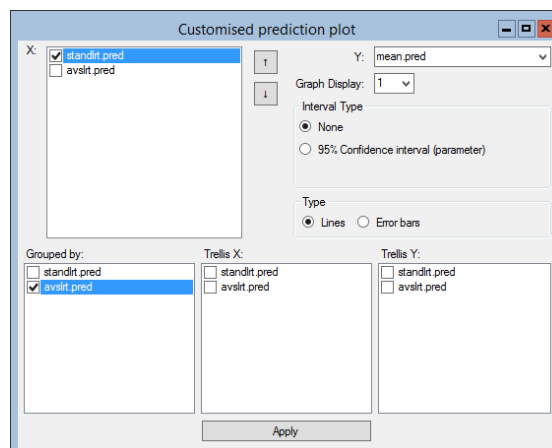 Customised prediction plot
X:
standlrt.pred
avslrt.pred
↑
↓
Y: mean.pred
Graph Display: 1
Interval Type
None
95% Confidence interval (parameter)
Type
Lines Error bars
Grouped by:
standlrt.pred
avslrt.pred
Trellis X:
standlrt.pred
avslrt.pred
Trellis Y:
standlrt.pred
avslrt.pred
Apply